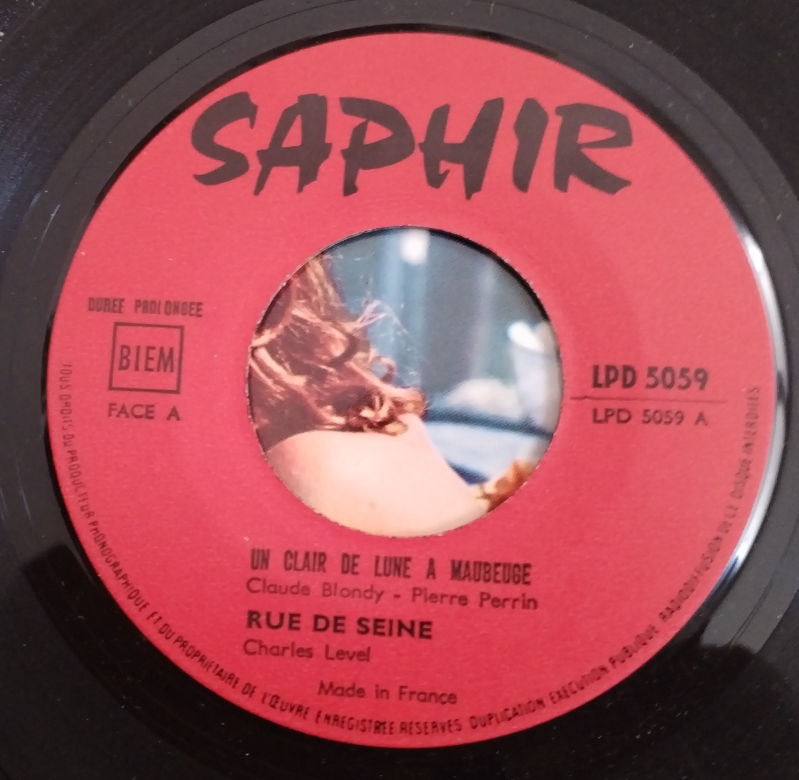 SAPHIR
DUREE PROLONGEE
BIEM
FACE A
LPD 5059
LPD 5059 A
UN CLAIR DE LUNE A MAUBEUGE
Claude Blondy - Pierre Perrin
RUE DE SEINE
Charles Level
Made in France
TOUS DROITS DU PRODUCTEUR PHONOGRAPHIQUE ET DU PROPRIETAIRE DE L'ŒUVRE ENREGISTREE RESERVES DUPLICATION EXECUTION PUBLIQUE RADIODIFFUSION DE CE DISQUE INTERDITES